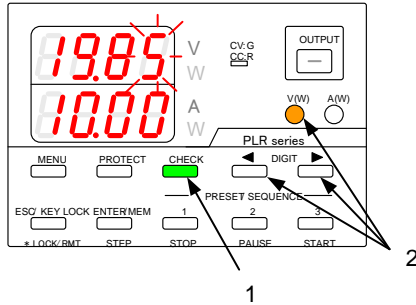 19.85 V
W
10.00 A
W
CV:G
CC:R
OUTPUT
V(W) A(W)
PLR series
MENU PROTECT CHECK ◀ DIGIT ▶
PRESET/ SEQUENCE
ESC/ KEY LOCK ENTER/MEM 1 2 3
* LOCK/RMT STEP STOP PAUSE START
1
2